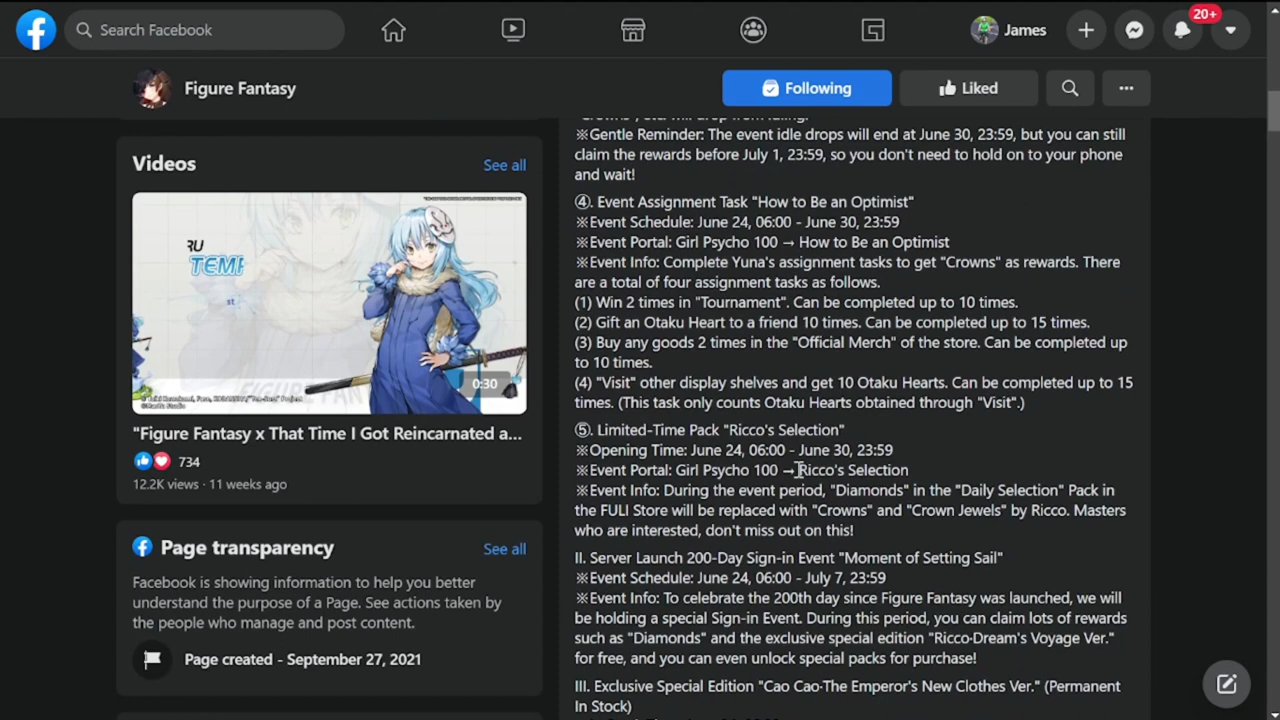 Search Facebook
James
20+
Figure Fantasy
Following
Liked
Videos
See all
RU
TEMP
st
0:30
"Figure Fantasy x That Time I Got Reincarnated a...
734
12.2K views · 11 weeks ago
Page transparency
See all
Facebook is showing information to help you better
understand the purpose of a Page. See actions taken by
the people who manage and post content.
Page created - September 27, 2021
※Gentle Reminder: The event idle drops will end at June 30, 23:59, but you can still
claim the rewards before July 1, 23:59, so you don't need to hold on to your phone
and wait!
④. Event Assignment Task "How to Be an Optimist"
※Event Schedule: June 24, 06:00 - June 30, 23:59
※Event Portal: Girl Psycho 100 → How to Be an Optimist
※Event Info: Complete Yuna's assignment tasks to get "Crowns" as rewards. There
are a total of four assignment tasks as follows.
(1) Win 2 times in "Tournament". Can be completed up to 10 times.
(2) Gift an Otaku Heart to a friend 10 times. Can be completed up to 15 times.
(3) Buy any goods 2 times in the "Official Merch" of the store. Can be completed up
to 10 times.
(4) "Visit" other display shelves and get 10 Otaku Hearts. Can be completed up to 15
times. (This task only counts Otaku Hearts obtained through "Visit".)
⑤. Limited-Time Pack "Ricco's Selection"
※Opening Time: June 24, 06:00 - June 30, 23:59
※Event Portal: Girl Psycho 100 → Ricco's Selection
※Event Info: During the event period, "Diamonds" in the "Daily Selection" Pack in
the FULI Store will be replaced with "Crowns" and "Crown Jewels" by Ricco. Masters
who are interested, don't miss out on this!
II. Server Launch 200-Day Sign-in Event "Moment of Setting Sail"
※Event Schedule: June 24, 06:00 - July 7, 23:59
※Event Info: To celebrate the 200th day since Figure Fantasy was launched, we will
be holding a special Sign-in Event. During this period, you can claim lots of rewards
such as "Diamonds" and the exclusive special edition "Ricco·Dream's Voyage Ver."
for free, and you can even unlock special packs for purchase!
III. Exclusive Special Edition "Cao Cao·The Emperor's New Clothes Ver." (Permanent
In Stock)